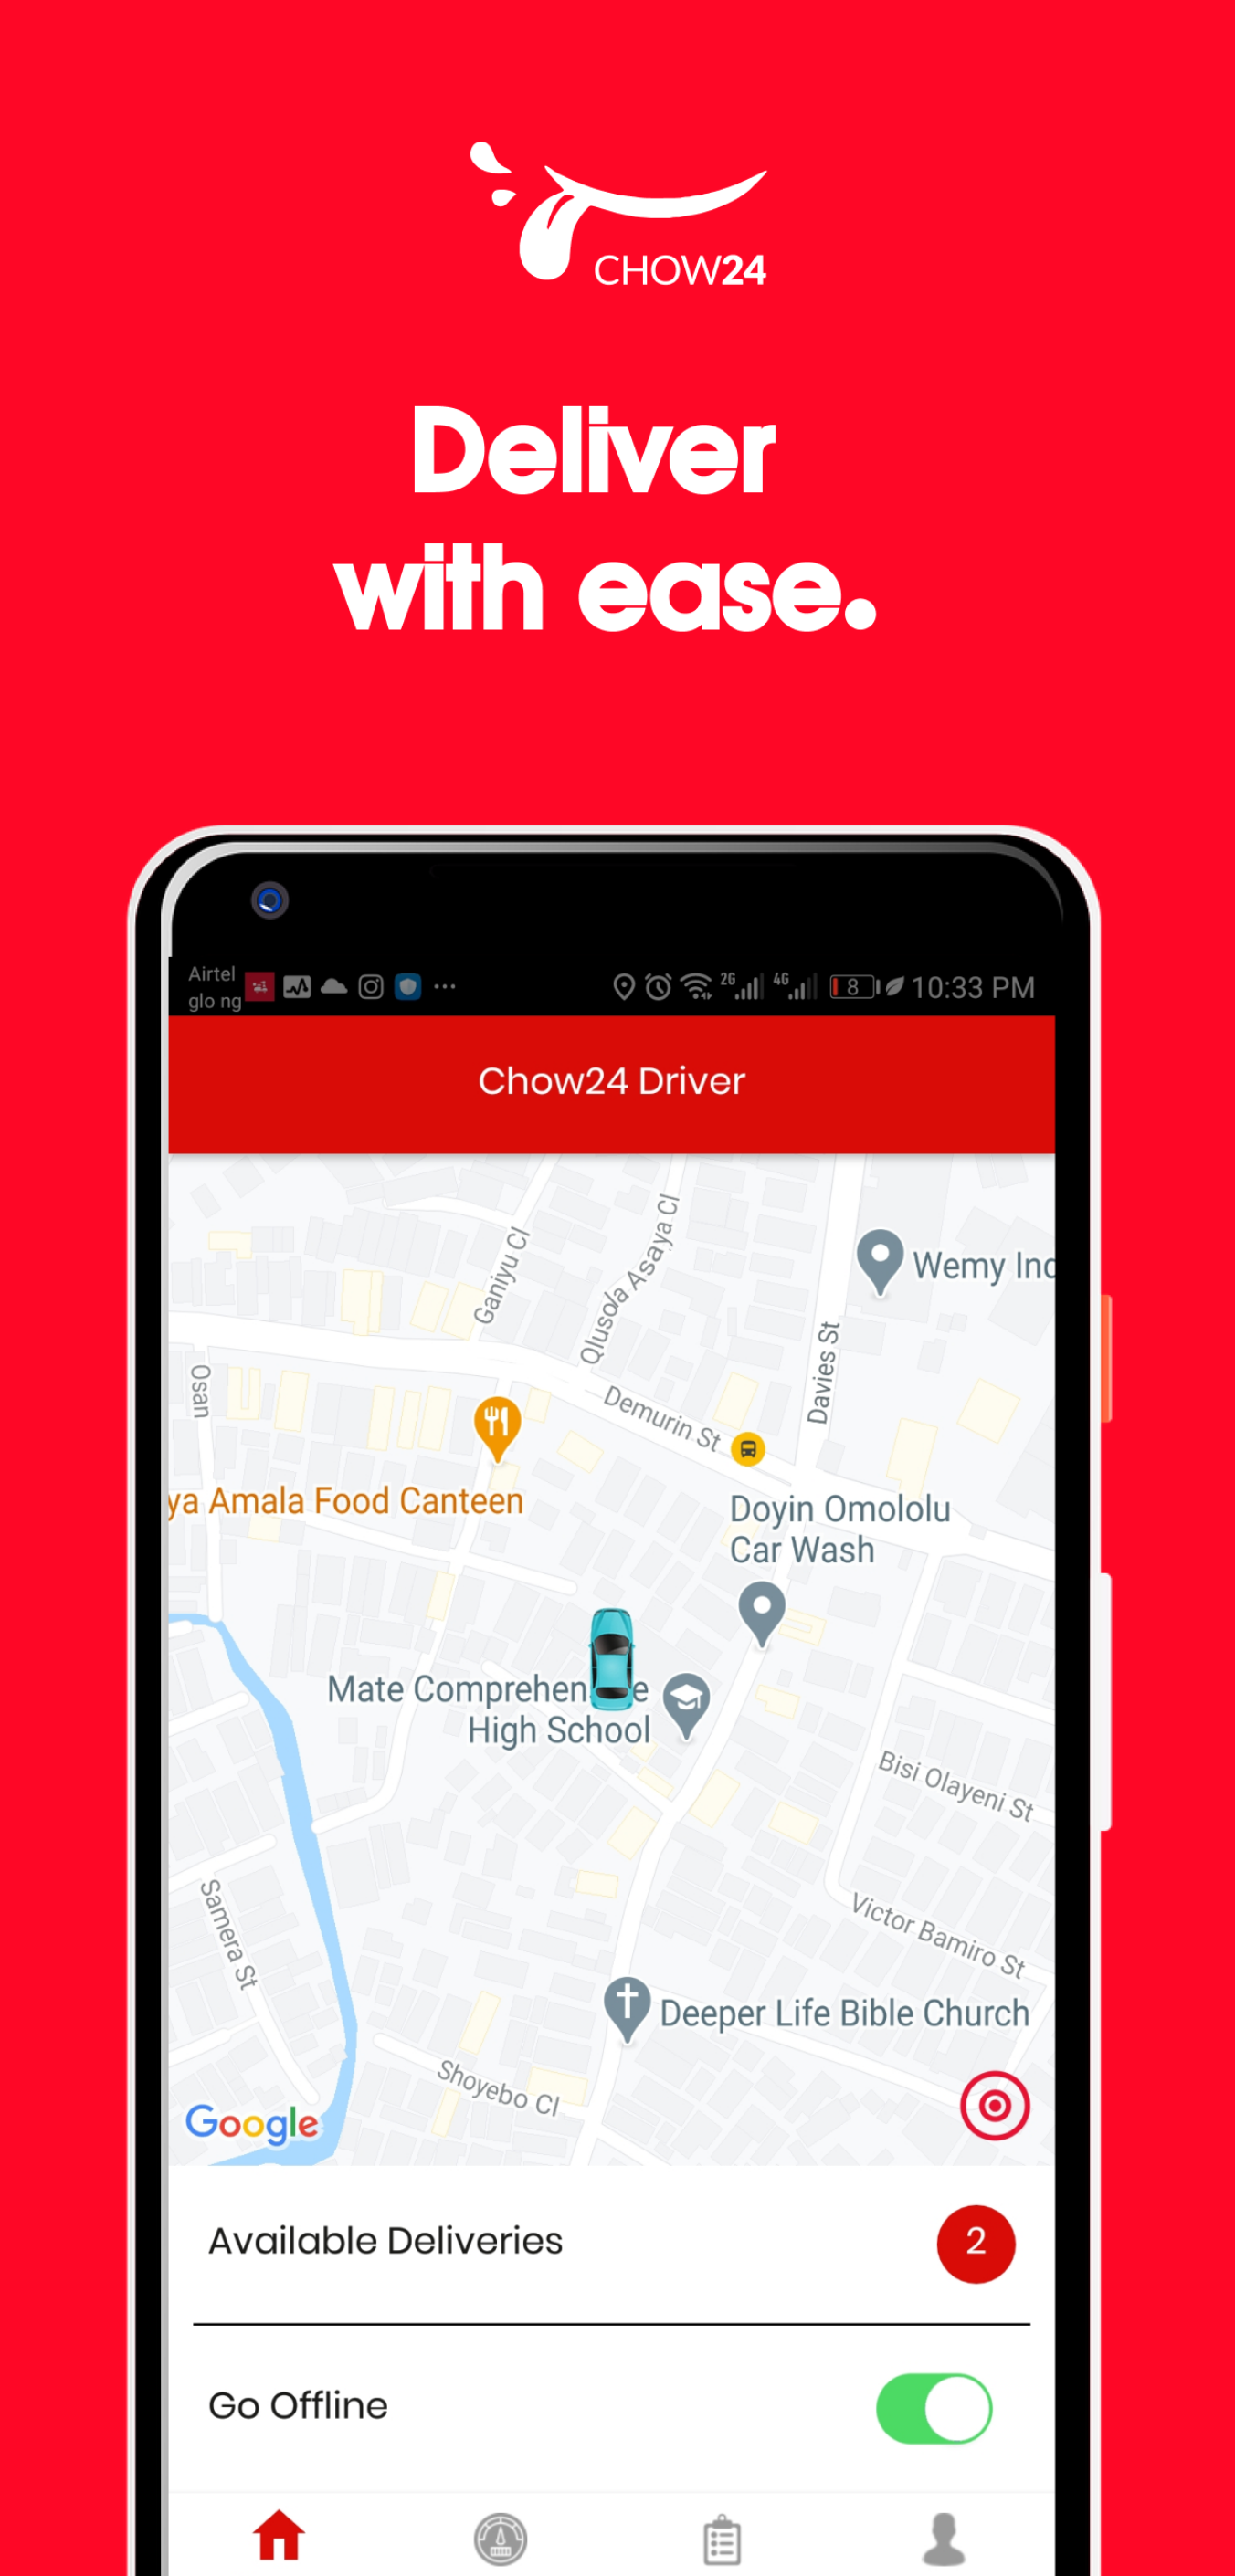 CHOW24
Deliver
with ease.
Airtel
glo ng
2G
4G
8
10:33 PM
Chow24 Driver
Ganiyu Cl
Olusola Asaya Cl
Wemy Inc
Davies St
Osan
Demurin St
ya Amala Food Canteen
Doyin Omololu
Car Wash
Mate Comprehen e
High School
Bisi Olayeni St
Samera St
Victor Bamiro St
Deeper Life Bible Church
Shoyebo Cl
Google
Available Deliveries
2
Go Offline